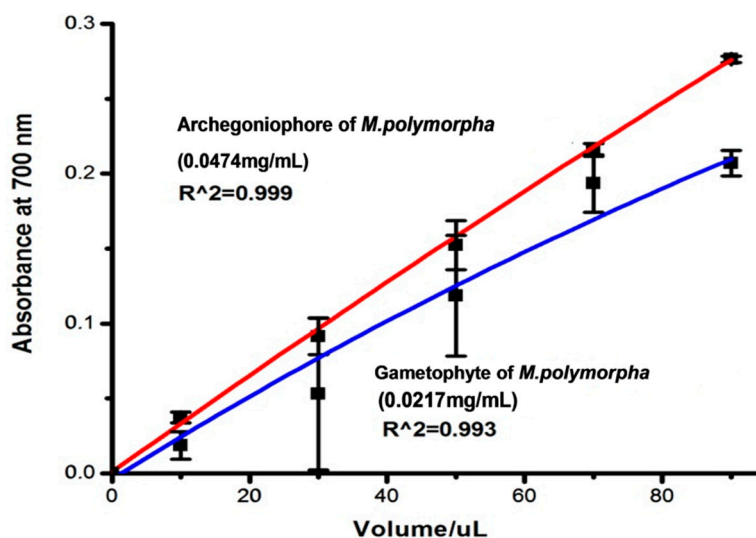 0.3
Archegoniophore of M.polymorpha
(0.0474mg/mL)
R^2=0.999
0.2
0.1
Gametophyte of M.polymorpha
(0.0217mg/mL)
R^2=0.993
0.0
0 20 40 60 80
Volume/uL
Absorbance at 700 nm